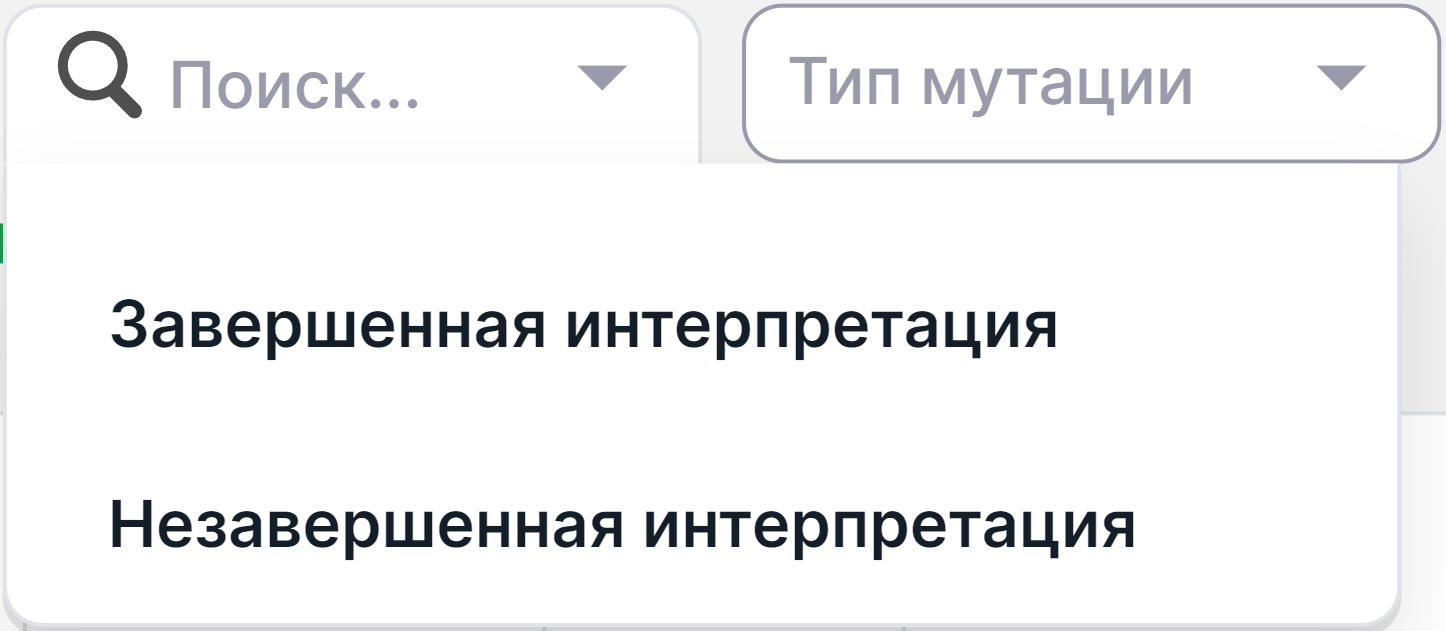 Поиск...
Тип мутации
Завершенная интерпретация
Незавершенная интерпретация